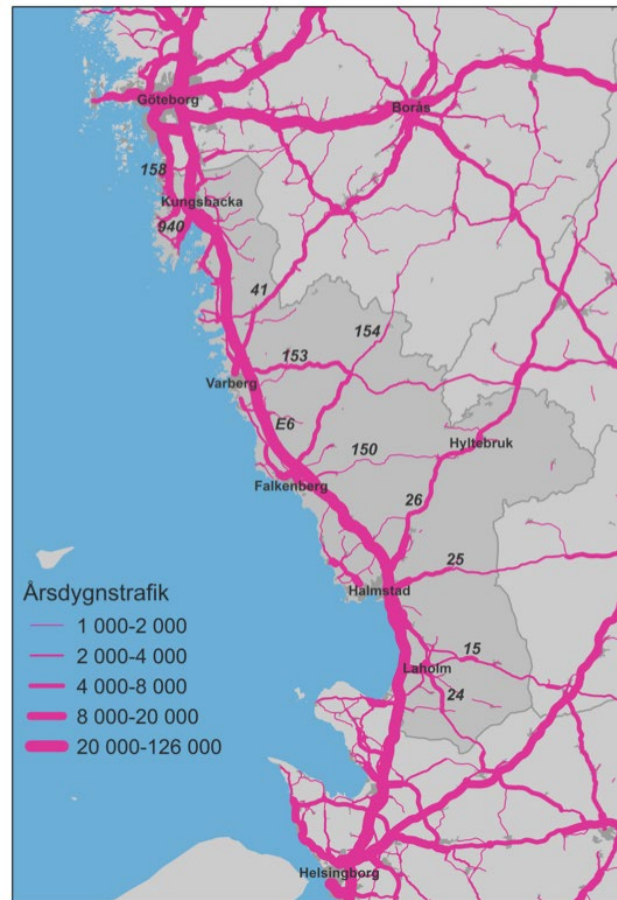 Göteborg
Borås
158
Kungsbacka
940
41
154
153
Varberg
E6
Hyltebruk
150
Falkenberg
26
25
Årsdygnstrafik
Halmstad
1 000-2 000
2 000-4 000
15
Laholm
4 000-8 000
24
8 000-20 000
20 000-126 000
Helsingborg